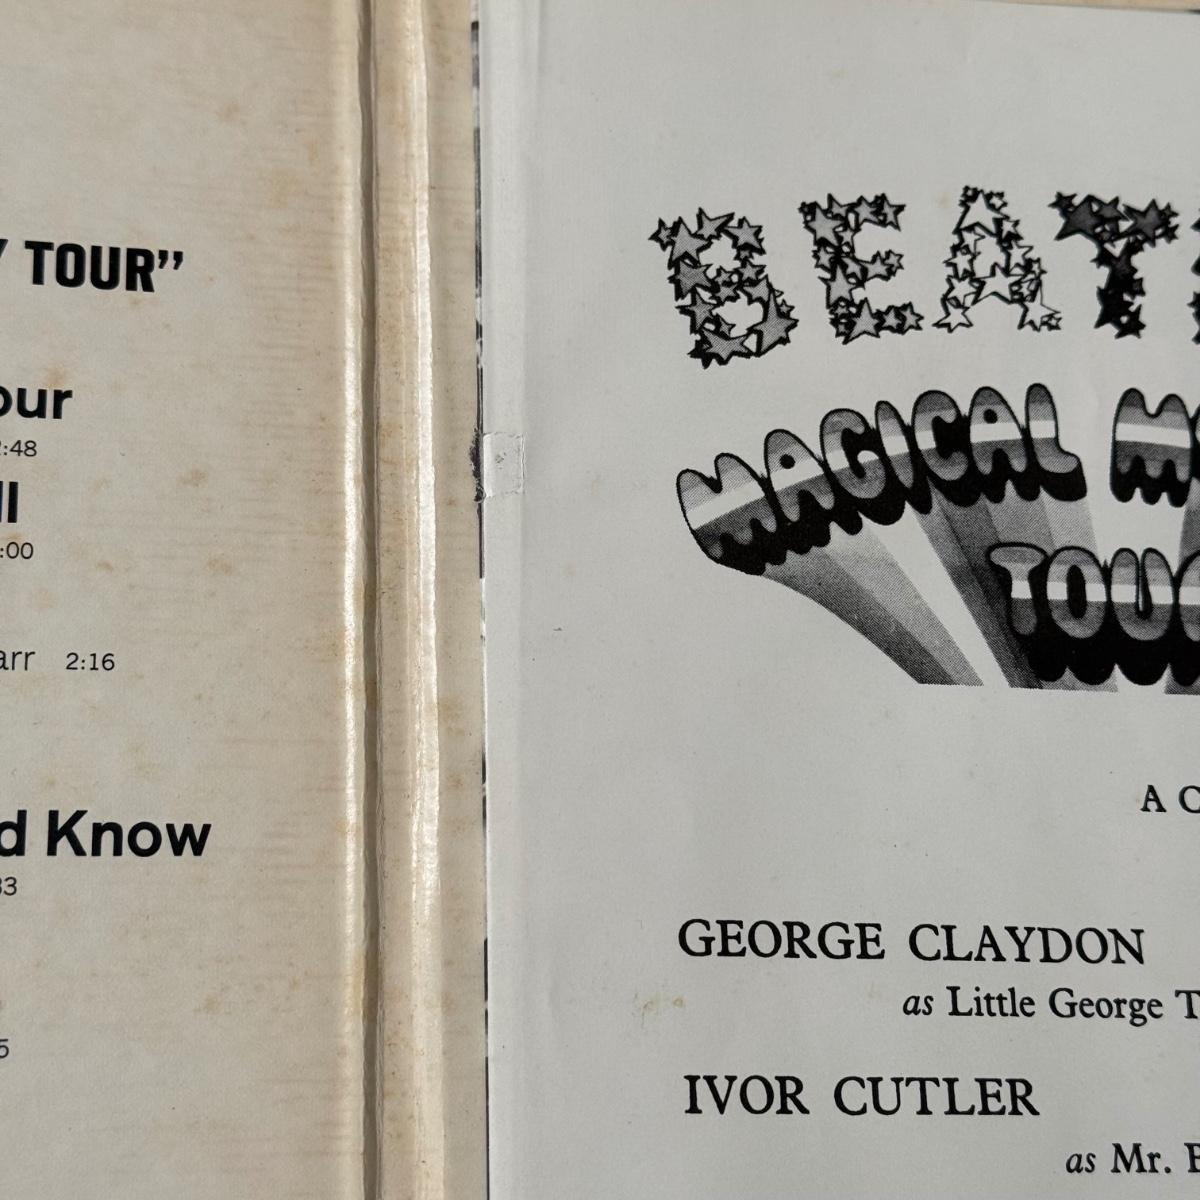 TOUR”
our
:48
ll
:00
arr 2:16
d Know
33
5
BEAT
MAGICAL M
TOU
A C
GEORGE CLAYDON
as Little George T
IVOR CUTLER
as Mr. B